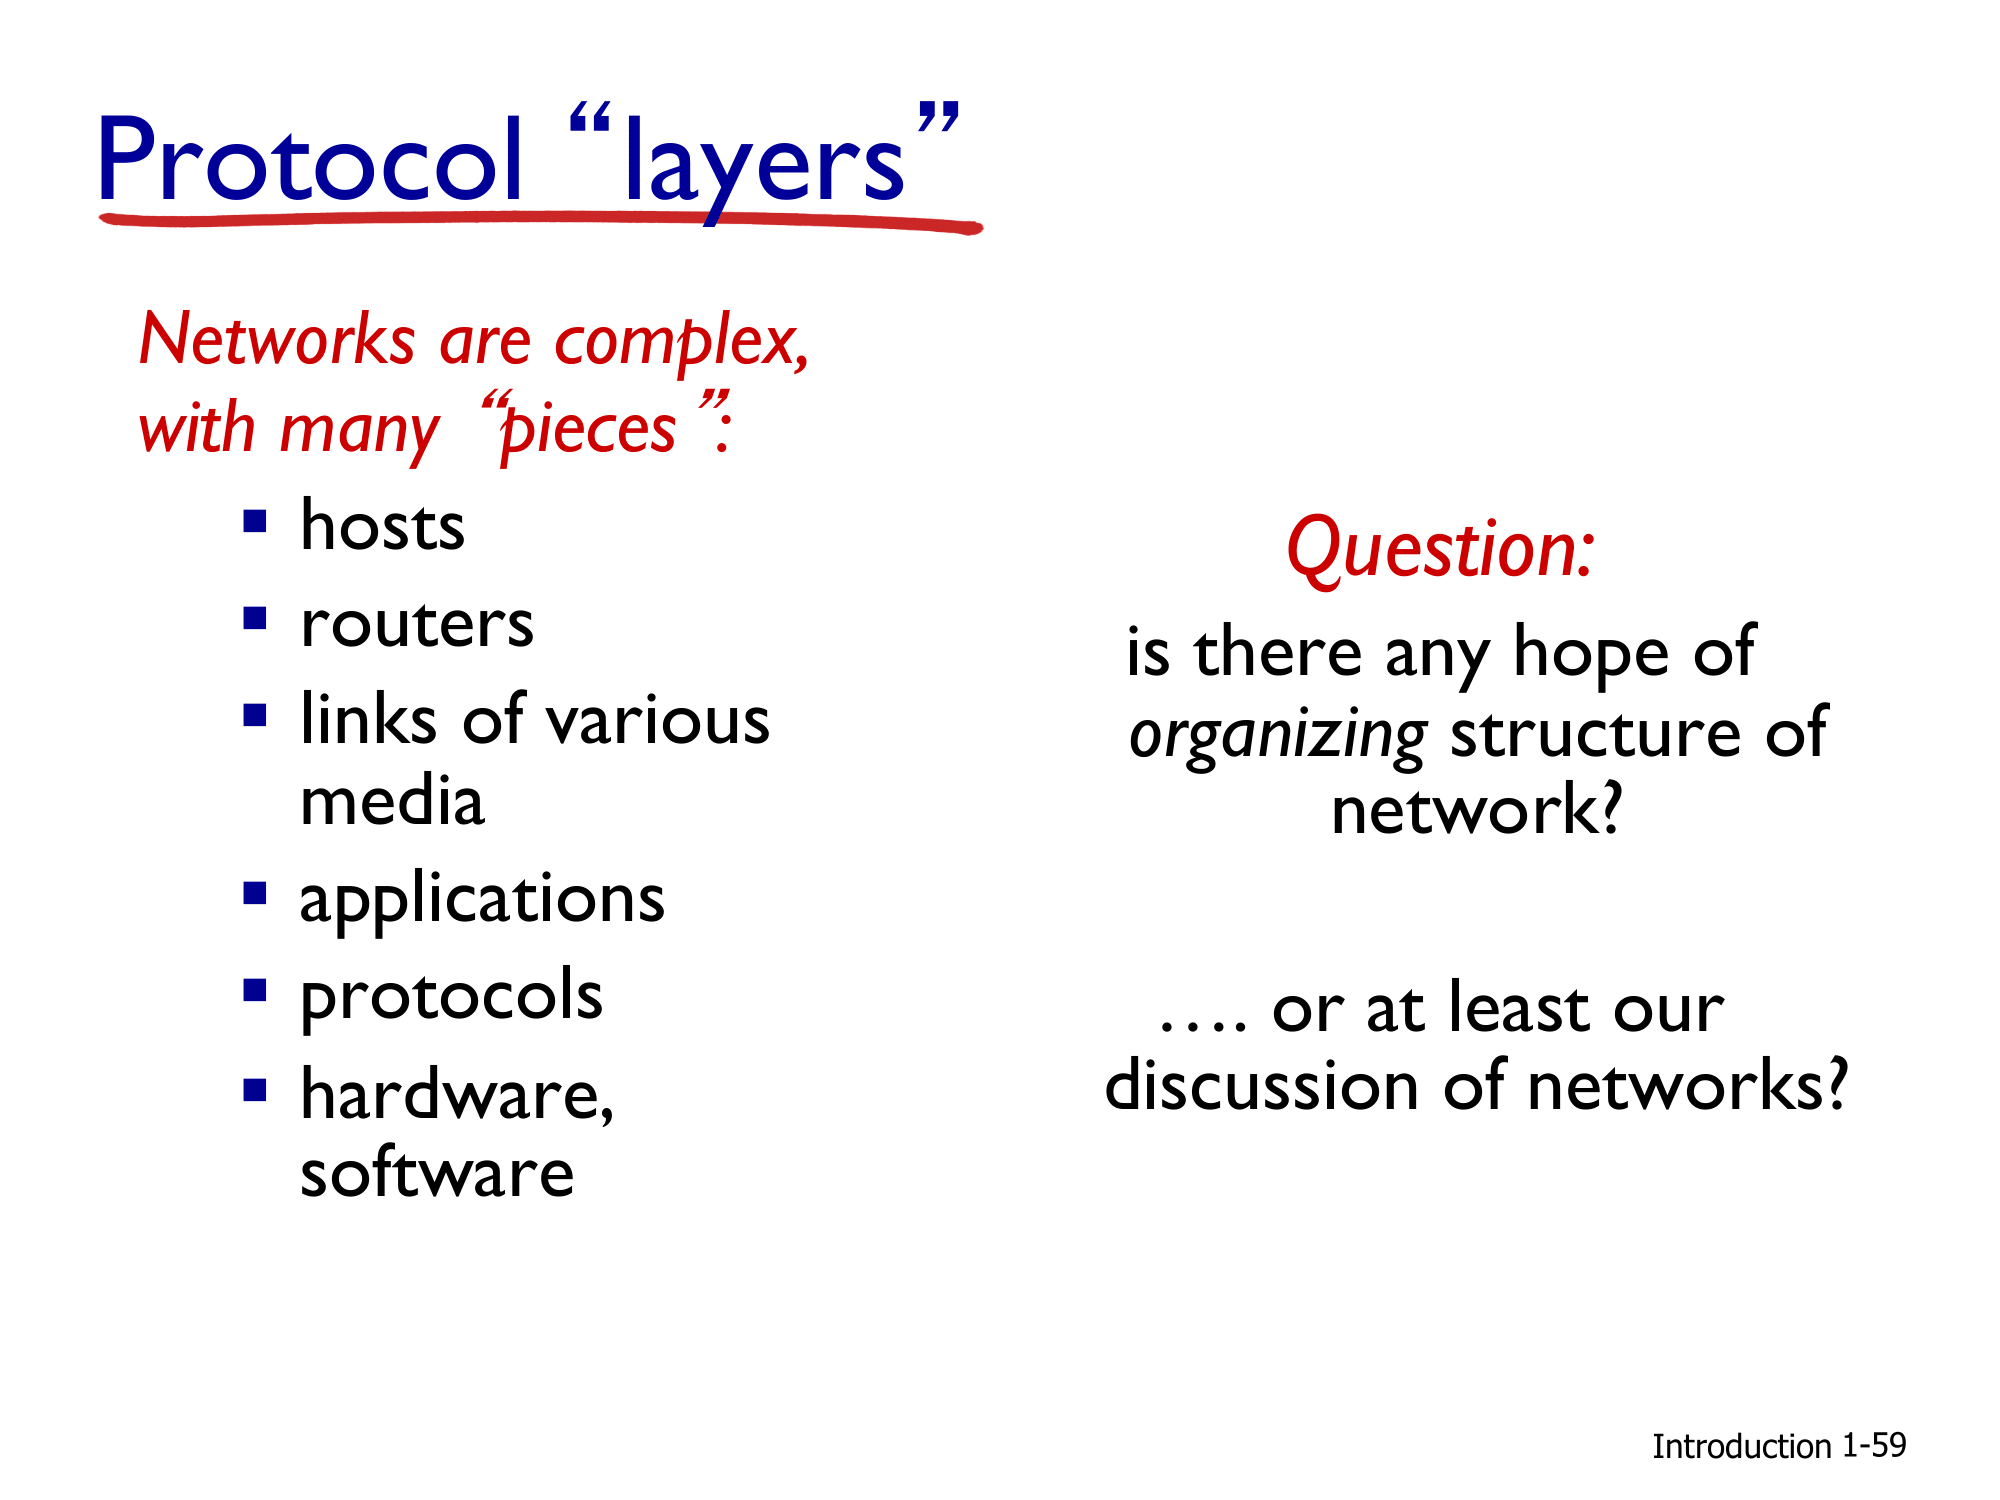 Protocol “layers”
Networks are complex,
with many “pieces”:
▪ hosts
▪ routers
▪ links of various
media
▪ applications
▪ protocols
▪ hardware,
software
Question:
is there any hope of
organizing structure of
network?
…. or at least our
discussion of networks?
Introduction 1-59